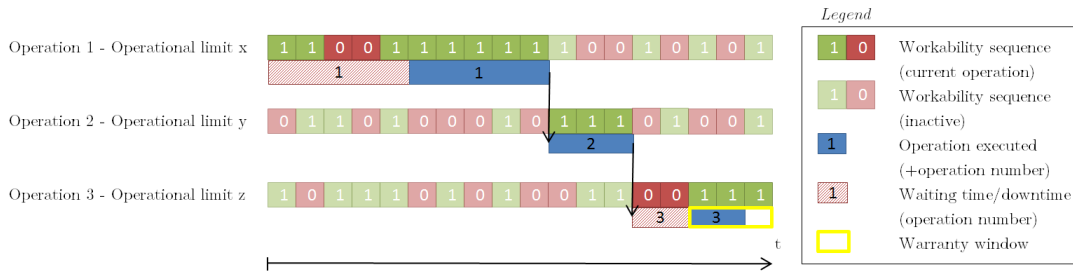 Legend
Operation 1 - Operational limit x
1 1 0 0 1 1 1 1 1 1 1 0 0 1 0 1 0 1
1 1
Operation 2 - Operational limit y
0 1 1 0 1 0 0 0 1 0 1 1 1 0 1 0 0 1
2
Operation 3 - Operational limit z
1 0 1 1 0 1 0 1 0 0 0 1 1 0 0 1 1 1
3 3
t
1 0 Workability sequence
(current operation)
1 0 Workability sequence
(inactive)
1 Operation executed
(+operation number)
1 Waiting time/downtime
(operation number)
Warranty window